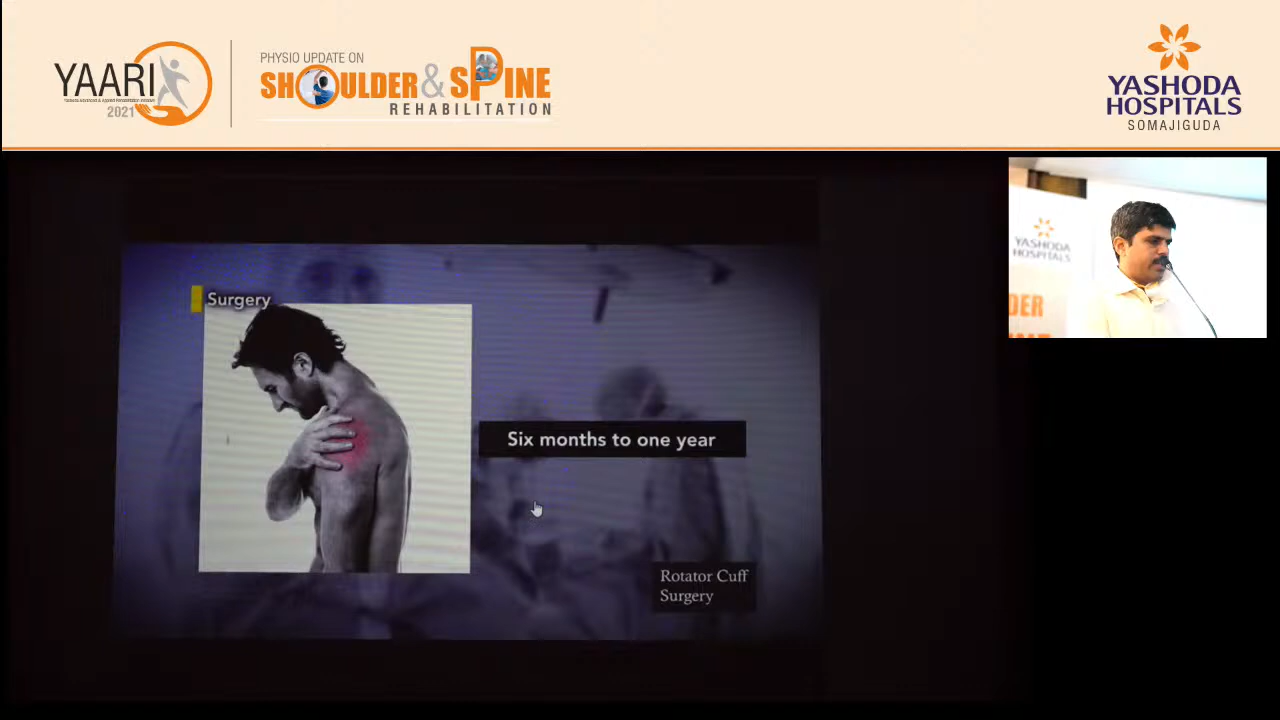 YAARI
2021
PHYSIO UPDATE ON
SHOULDER & SPINE
REHABILITATION
YASHODA
HOSPITALS
SOMAJIGUDA
YASHODA
HOSPITALS
DER
Surgery
Six months to one year
Rotator Cuff
Surgery